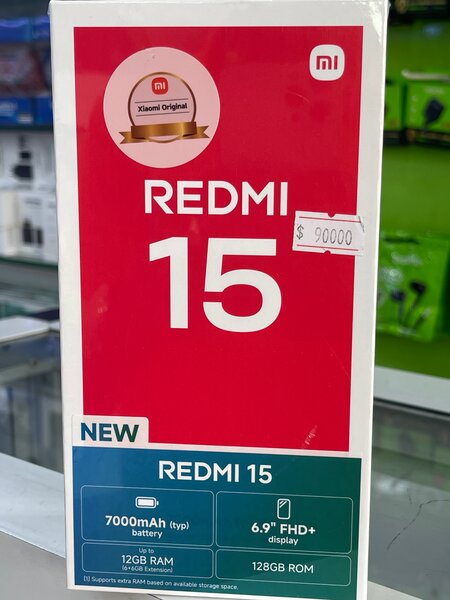 mi
mi
Xiaomi Original
REDMI
$ 90000
15
NEW
REDMI 15
7000mAh (typ)
battery
6.9" FHD+
display
Up to
12GB RAM
(6+6GB Extension)
128GB ROM
[1] Supports extra RAM based on available storage space.